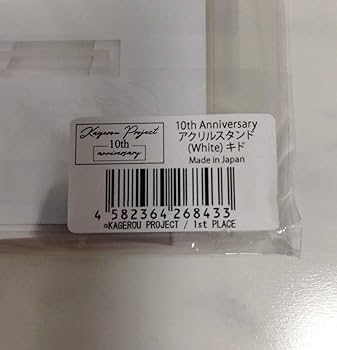 Kagerou Project
10th
anniversary
10th Anniversary
アクリルスタンド
(White) キド
Made in Japan
4 582364 268433
©KAGEROU PROJECT / 1st PLACE